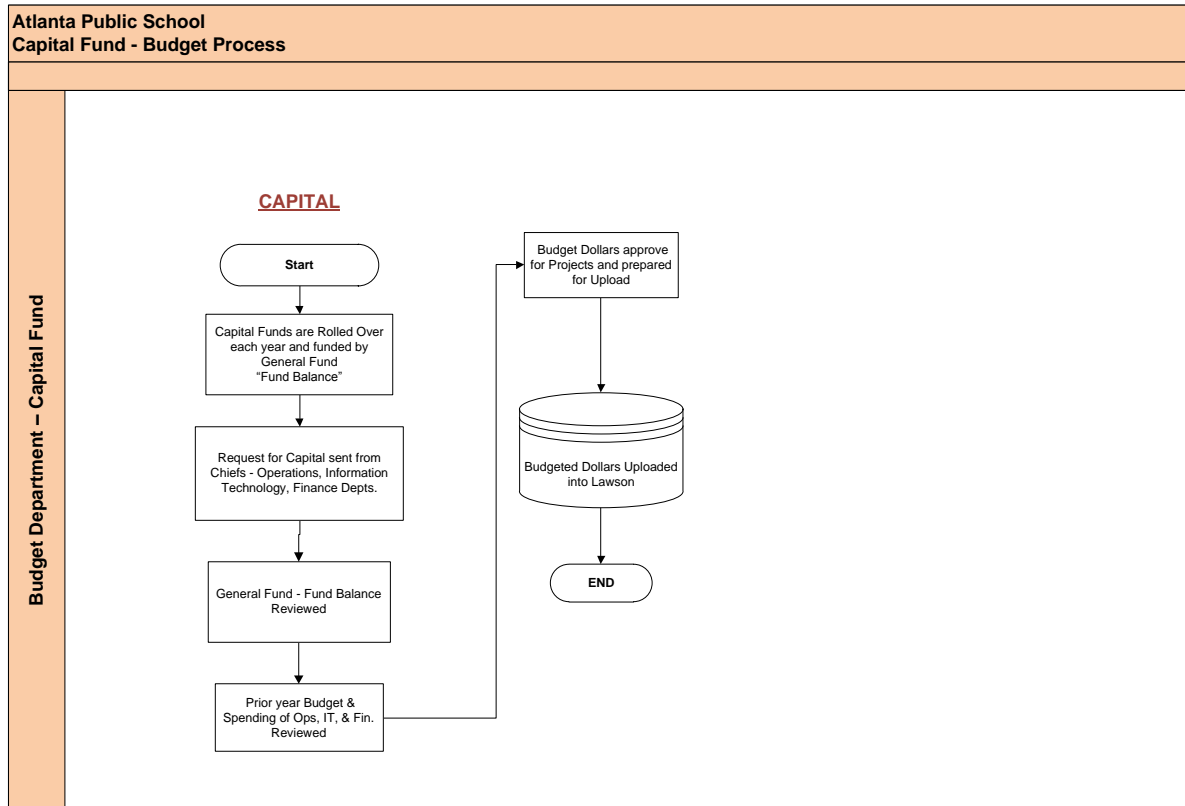 Atlanta Public School
Capital Fund - Budget Process
Budget Department – Capital Fund
CAPITAL
Start
Capital Funds are Rolled Over
each year and funded by
General Fund
“Fund Balance”
Request for Capital sent from
Chiefs - Operations, Information
Technology, Finance Depts.
General Fund - Fund Balance
Reviewed
Prior year Budget &
Spending of Ops, IT, & Fin.
Reviewed
Budget Dollars approve
for Projects and prepared
for Upload
Budgeted Dollars Uploaded
into Lawson
END